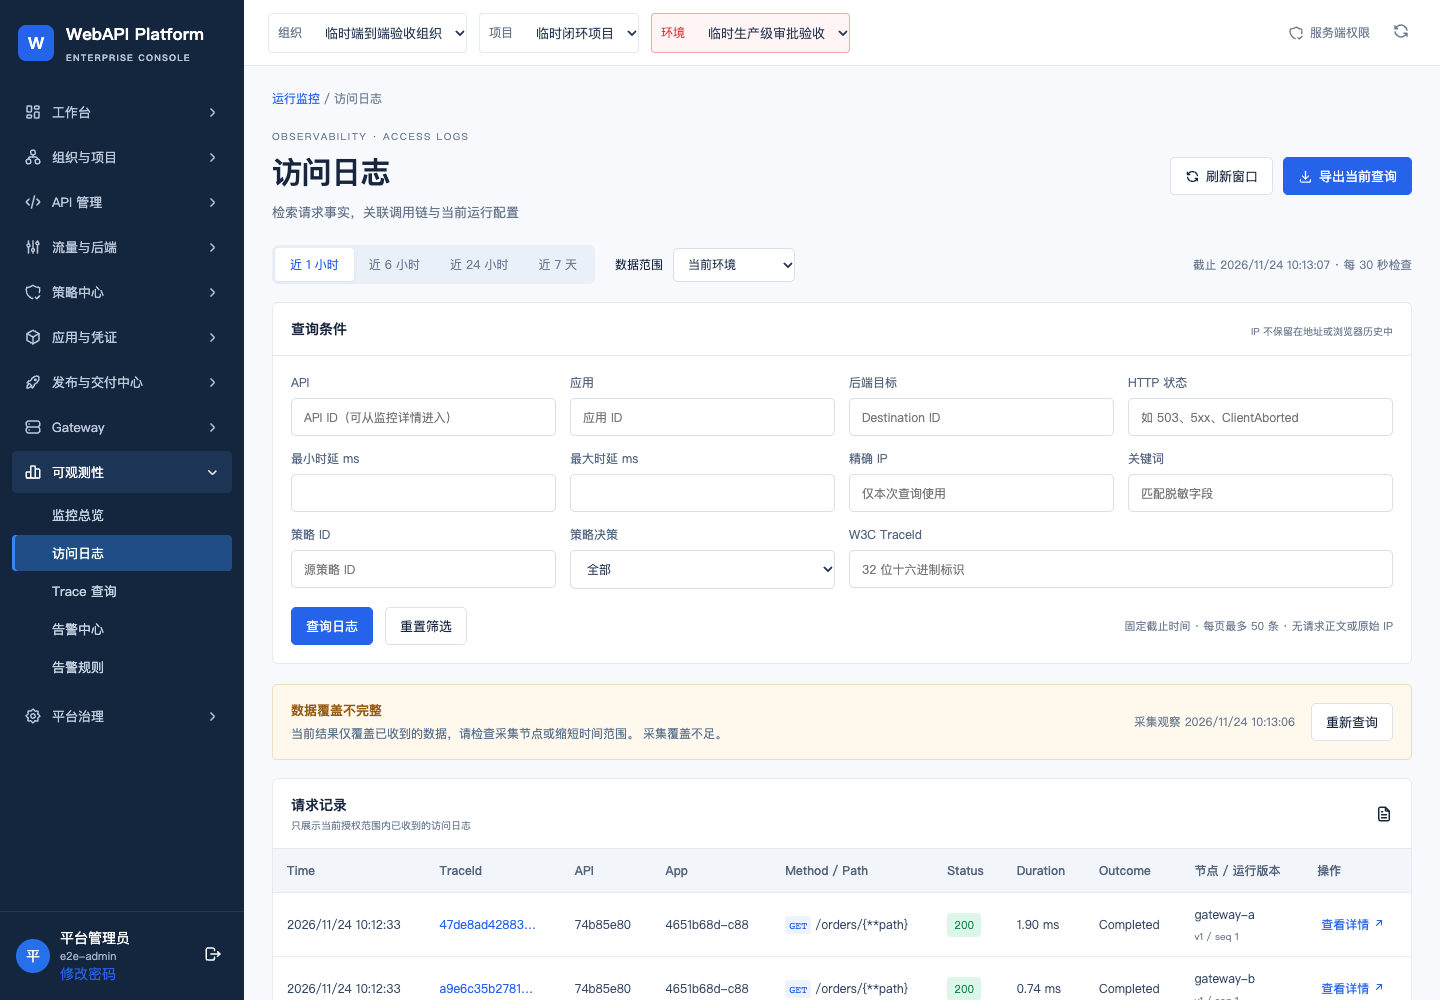 W
WebAPI Platform
ENTERPRISE CONSOLE
工作台
组织与项目
API 管理
流量与后端
策略中心
应用与凭证
发布与交付中心
Gateway
可观测性
监控总览
访问日志
Trace 查询
告警中心
告警规则
平台治理
平
平台管理员
e2e-admin
修改密码
组织 临时端到端验收组织
项目 临时闭环项目
环境 临时生产级审批验收
服务端权限
运行监控 / 访问日志
OBSERVABILITY · ACCESS LOGS
访问日志
检索请求事实，关联调用链与当前运行配置
刷新窗口
导出当前查询
近 1 小时
近 6 小时
近 24 小时
近 7 天
数据范围
当前环境
截止 2026/11/24 10:13:07 · 每 30 秒检查
查询条件
IP 不保留在地址或浏览器历史中
API
应用
后端目标
HTTP 状态
API ID（可从监控详情进入）
应用 ID
Destination ID
如 503、5xx、ClientAborted
最小时延 ms
最大时延 ms
精确 IP
关键词
仅本次查询使用
匹配脱敏字段
策略 ID
策略决策
W3C TraceId
源策略 ID
全部
32 位十六进制标识
查询日志
重置筛选
固定截止时间 · 每页最多 50 条 · 无请求正文或原始 IP
数据覆盖不完整
当前结果仅覆盖已收到的数据，请检查采集节点或缩短时间范围。 采集覆盖不足。
采集观察 2026/11/24 10:13:06
重新查询
请求记录
只展示当前授权范围内已收到的访问日志
Time TraceId API App Method / Path Status Duration Outcome 节点 / 运行版本 操作
2026/11/24 10:12:33 47de8ad42883... 74b85e80 4651b68d-c88 GET /orders/{**path} 200 1.90 ms Completed gateway-a 查看详情
v1 / seq 1
2026/11/24 10:12:33 a9e6c35b2781... 74b85e80 4651b68d-c88 GET /orders/{**path} 200 0.74 ms Completed gateway-b 查看详情